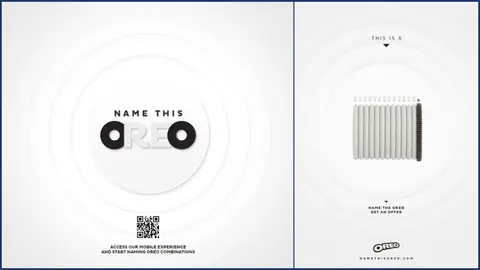 NAME THIS
OREO
ACCESS OUR MOBILE EXPERIENCE
AND START NAMING OREO COMBINATIONS
THIS IS A
NAME THE OREO
GET AN OFFER
OREO
NAMETHISOREO.COM